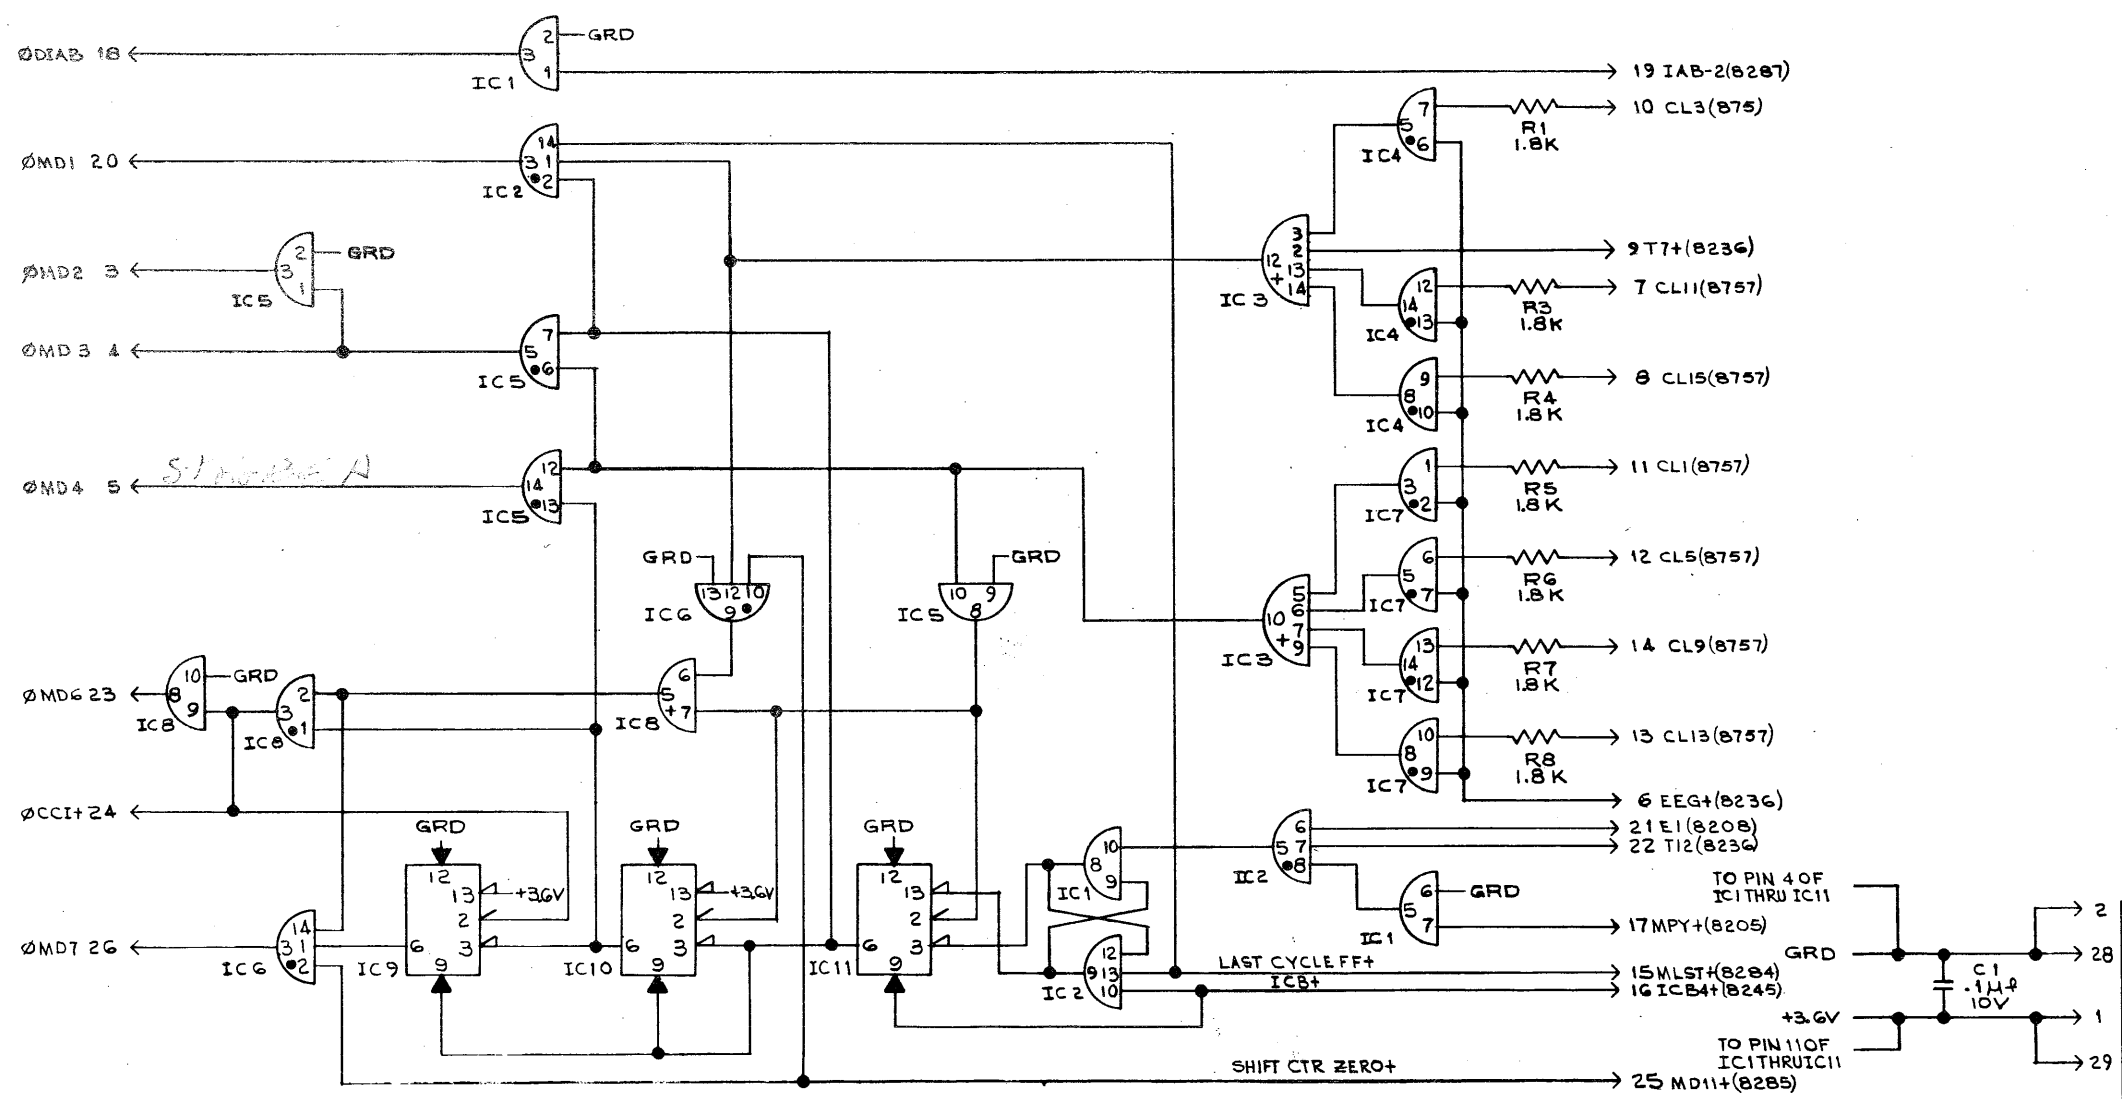 ØDIAB 18
3
2
GRD
1
IC1
19 IAB-2(8287)
10 CL3(875)
R1
1.8K
7
5
6
IC4
ØMD1 20
14
3 1
2
IC2
3
2
12 13
+ 14
IC3
9 T7+(8236)
ØMD2 3
2
GRD
3
1
IC5
12
14
13
IC4
R3
1.8K
7 CL11(8757)
ØMD3 4
7
5
6
IC5
9
8
10
IC4
R4
1.8K
8 CL15(8757)
ØMD4 5
12
14
13
IC5
1
3
2
IC7
R5
1.8K
11 CL1(8757)
GRD
13 12 10
9
IC6
GRD
10 9
8
IC5
6
5
7
IC7
R6
1.8K
12 CL5(8757)
5
6
10 7
+ 9
IC3
13
14
12
IC7
R7
1.8K
14 CL9(8757)
ØMD6 23
10
GRD
8
9
IC8
2
3
1
IC8
6
5
+ 7
IC8
10
8
9
IC7
R8
1.8K
13 CL13(8757)
6 EEG+(8236)
ØCCI+24
GRD
GRD
GRD
21 E1(8208)
22 T12(8236)
12
13
+3.6V
2
6 3
9
IC9
12
13
+3.6V
2
6 3
9
IC10
12
13
2
6 3
9
IC11
10
8
9
IC1
6
5 7
8
IC2
6
GRD
5
7
IC1
17 MPY+(8205)
ØMD7 26
14
3 1
2
IC6
12
9 13
10
IC2
LAST CYCLE FF+
ICB+
15 MLST+(8284)
16 ICB4+(8245)
SHIFT CTR ZERO+
25 MD11+(8285)
TO PIN 4 OF
IC1 THRU IC11
GRD
2
28
C1
.1µf
10V
+3.6V
1
TO PIN 11 OF
IC1 THRU IC11
29